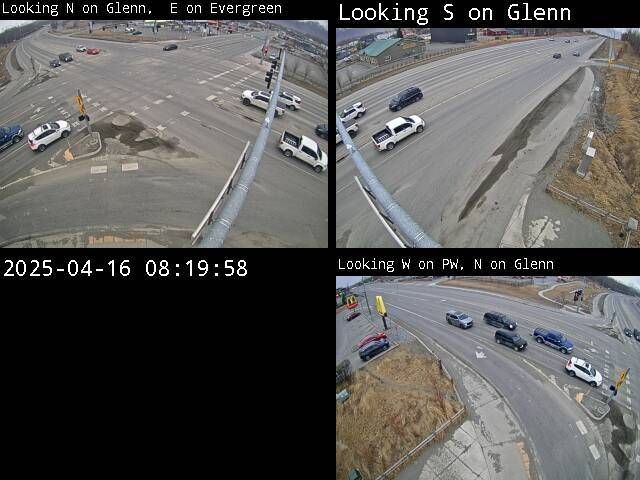 Looking N on Glenn,  E on Evergreen
Looking S on Glenn
2025-04-16 08:19:58
Looking W on PW, N on Glenn